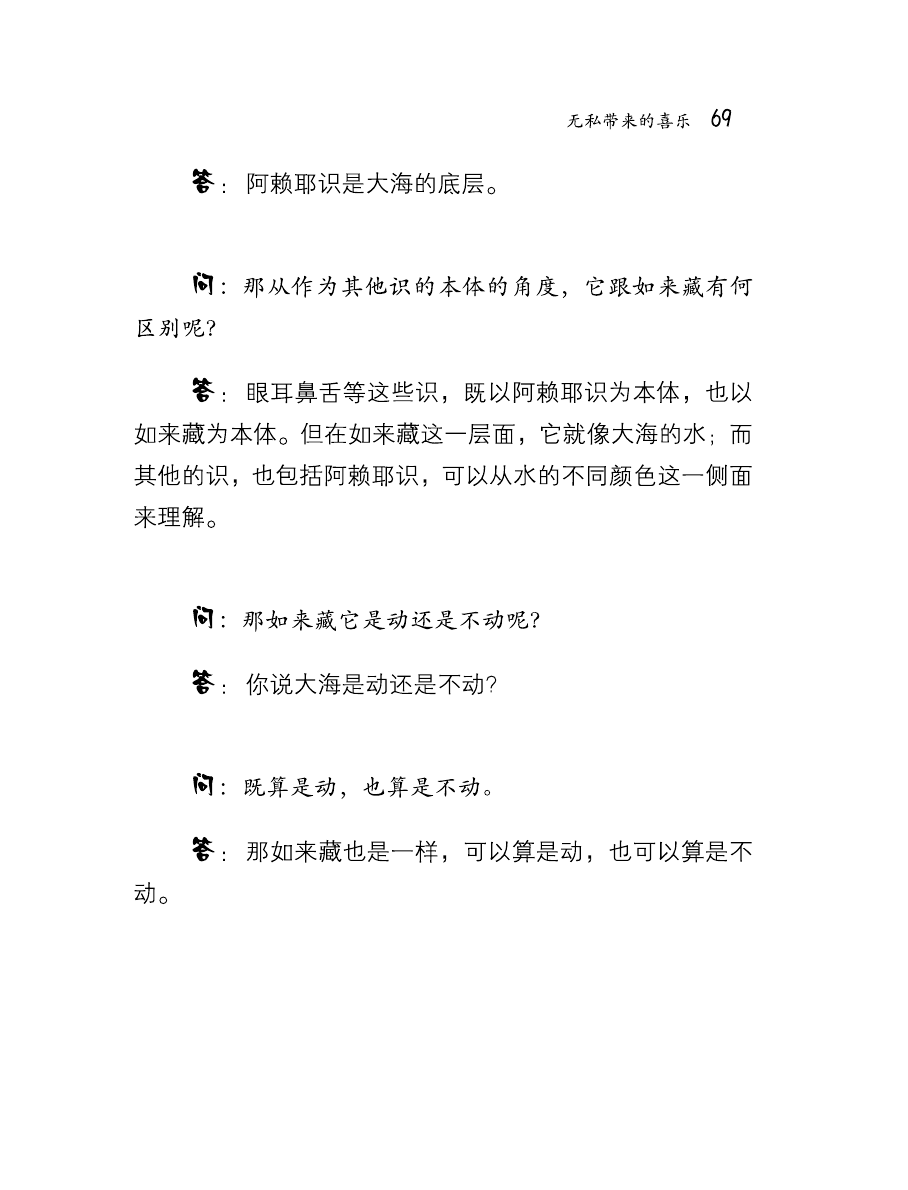 无私带来的喜乐 69
答：阿赖耶识是大海的底层。
问：那从作为其他识的本体的角度，它跟如来藏有何
区别呢？
答：眼耳鼻舌等这些识，既以阿赖耶识为本体，也以
如来藏为本体。但在如来藏这一层面，它就像大海的水；而
其他的识，也包括阿赖耶识，可以从水的不同颜色这一侧面
来理解。
问：那如来藏它是动还是不动呢？
答：你说大海是动还是不动？
问：既算是动，也算是不动。
答：那如来藏也是一样，可以算是动，也可以算是不
动。